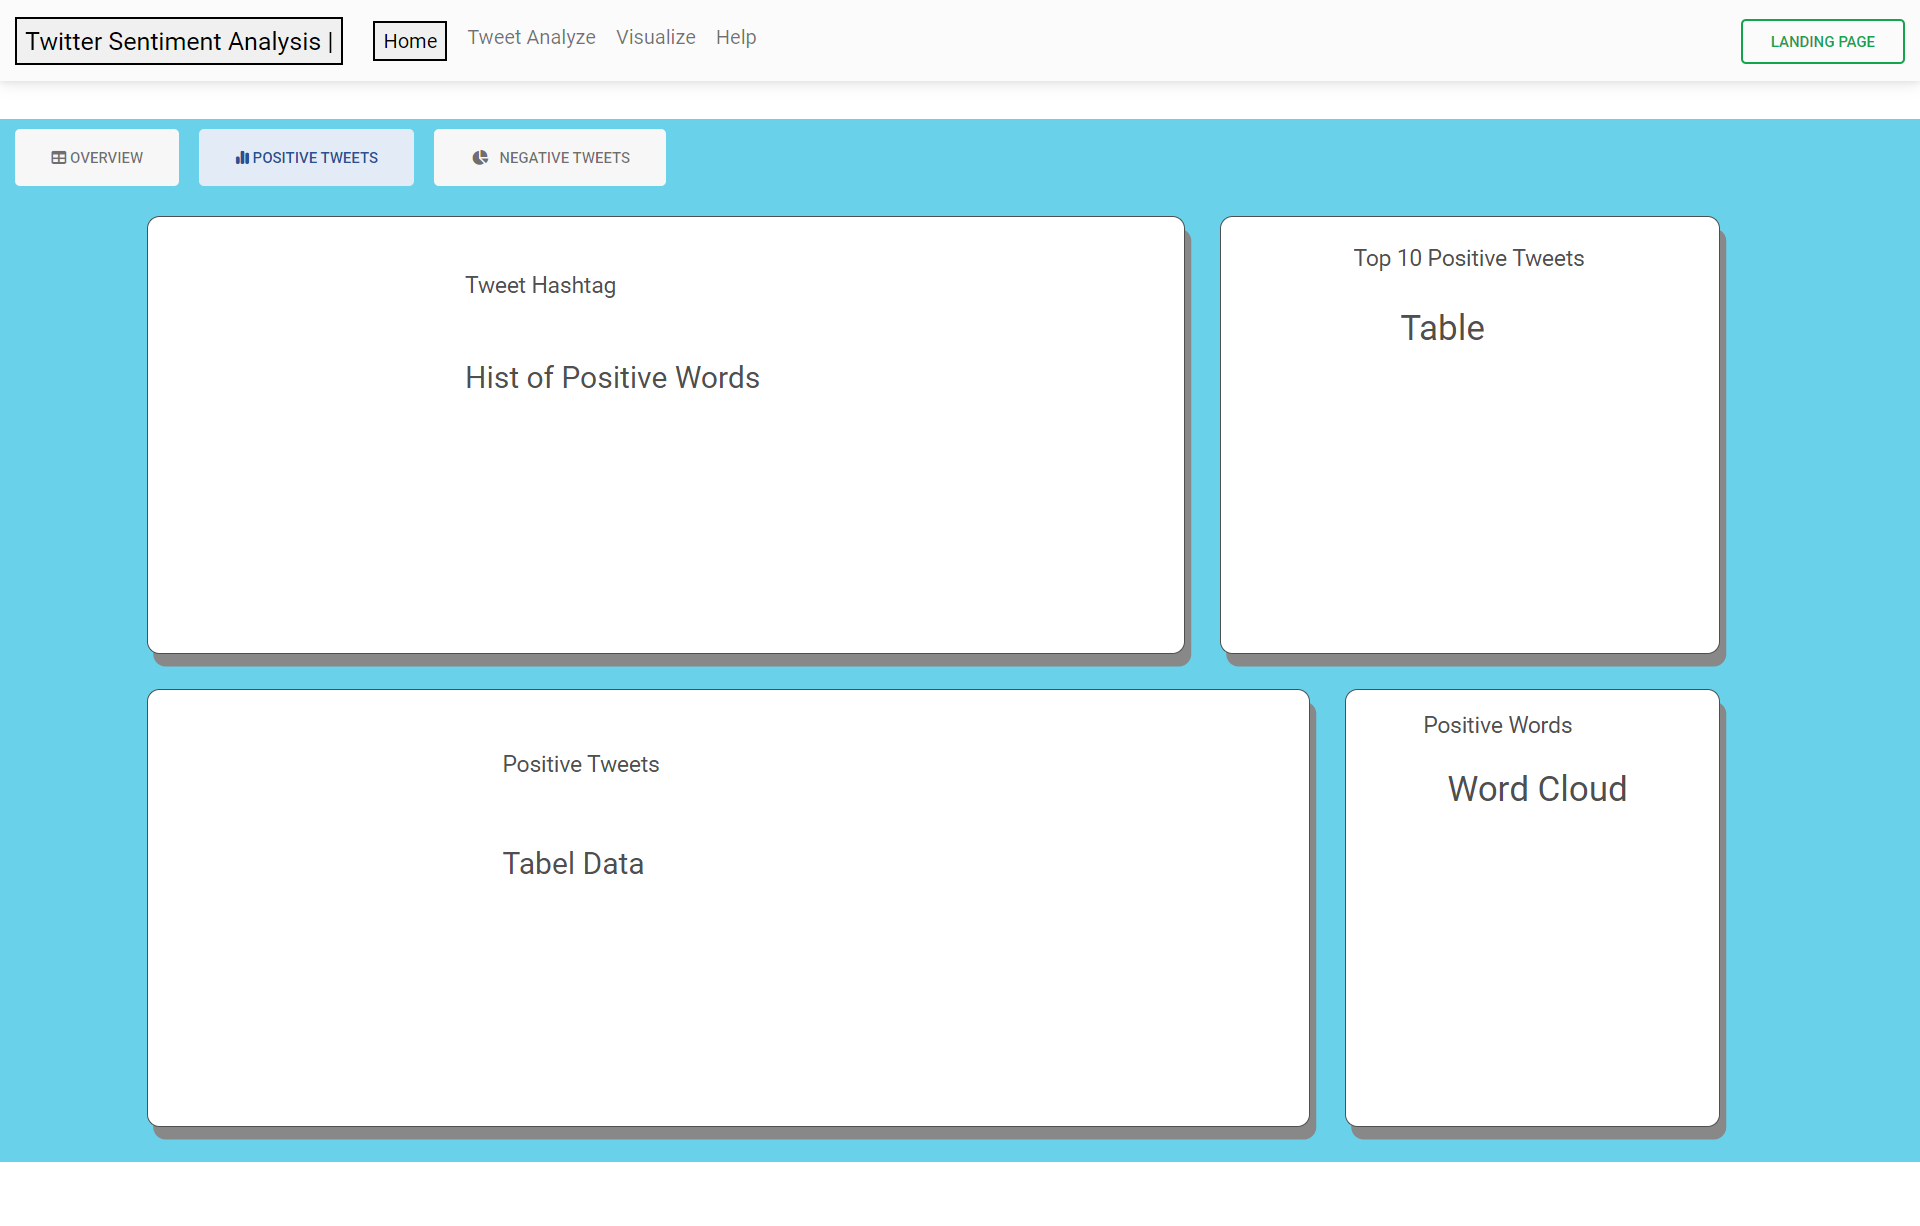 Twitter Sentiment Analysis |
Home
Tweet Analyze
Visualize
Help
LANDING PAGE
OVERVIEW
POSITIVE TWEETS
NEGATIVE TWEETS
Tweet Hashtag
Hist of Positive Words
Top 10 Positive Tweets
Table
Positive Tweets
Tabel Data
Positive Words
Word Cloud